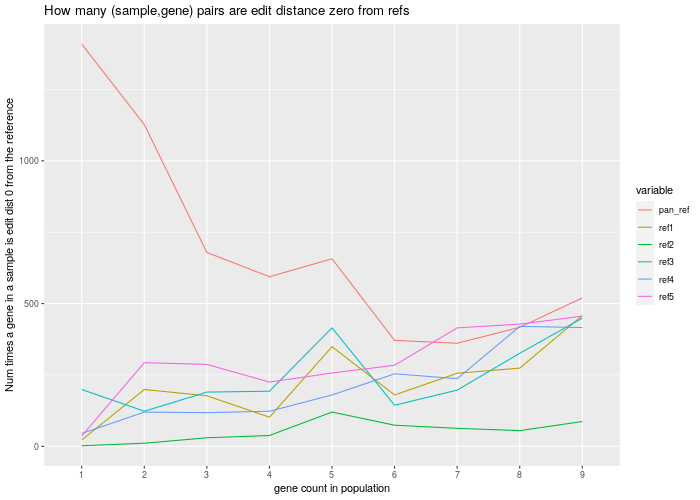 How many (sample,gene) pairs are edit distance zero from refs
Num times a gene in a sample is edit dist 0 from the reference
1000
500
0
1 2 3 4 5 6 7 8 9
gene count in population
variable
pan_ref
ref1
ref2
ref3
ref4
ref5